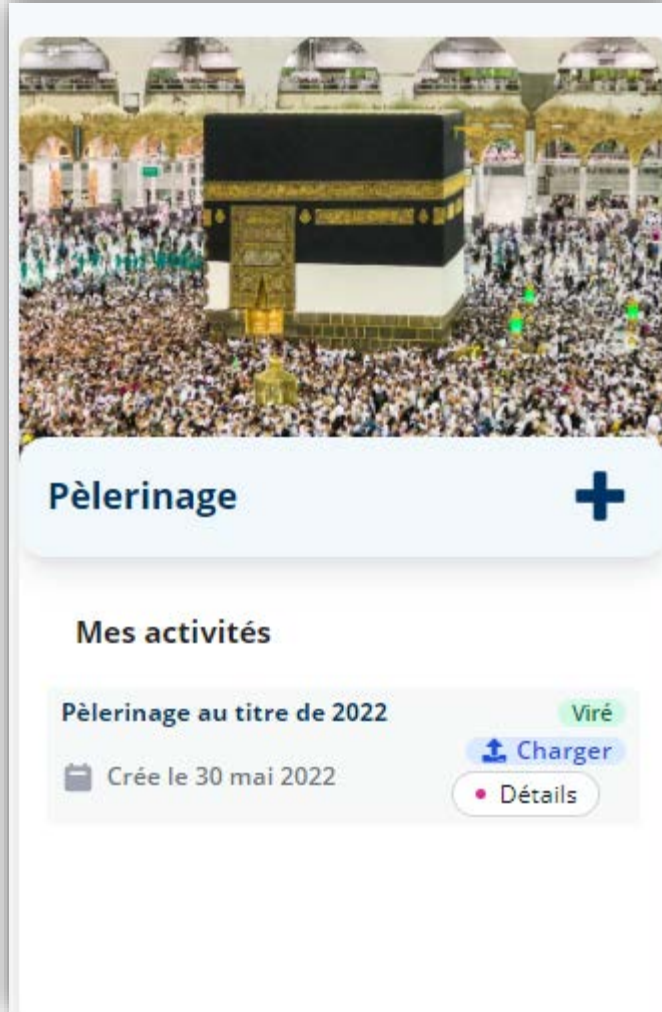 Pèlerinage
Mes activités
Pèlerinage au titre de 2022
Viré
Charger
Crée le 30 mai 2022
Détails